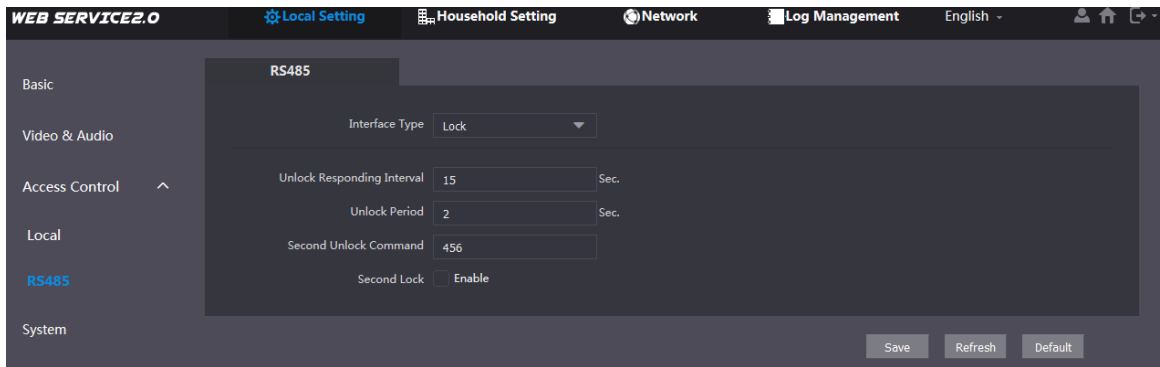 WEB SERVICE2.0 Local Setting Household Setting Network Log Management English
Basic
Video & Audio
Access Control
Local
RS485
System
RS485
Interface Type Lock
Unlock Responding Interval 15 Sec.
Unlock Period 2 Sec.
Second Unlock Command 456
Second Lock Enable
Save Refresh Default